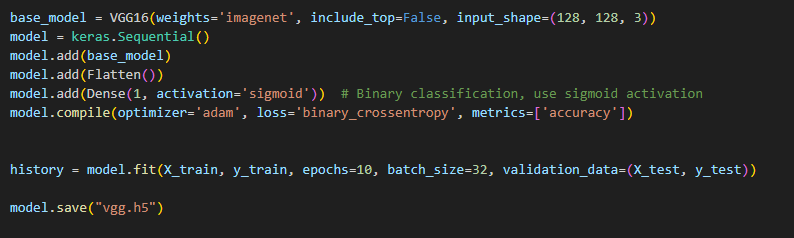 base_model = VGG16(weights='imagenet', include_top=False, input_shape=(128, 128, 3))
model = keras.Sequential()
model.add(base_model)
model.add(Flatten())
model.add(Dense(1, activation='sigmoid'))  # Binary classification, use sigmoid activation
model.compile(optimizer='adam', loss='binary_crossentropy', metrics=['accuracy'])
history = model.fit(X_train, y_train, epochs=10, batch_size=32, validation_data=(X_test, y_test))
model.save("vgg.h5")